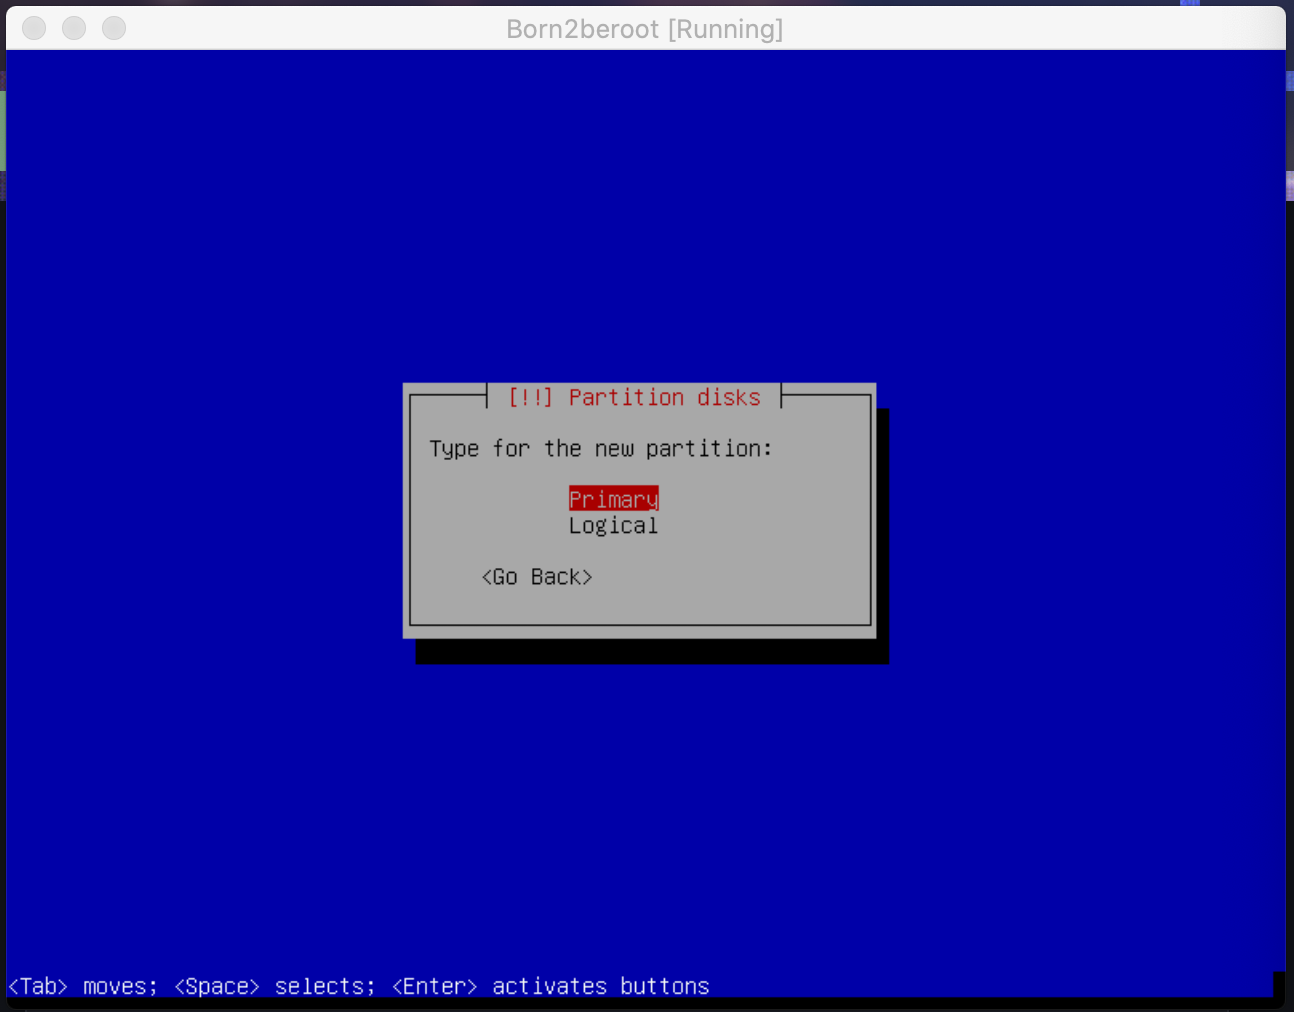 Born2beroot [Running]
[!!] Partition disks
Type for the new partition:
Primary
Logical
<Go Back>
<Tab> moves; <Space> selects; <Enter> activates buttons